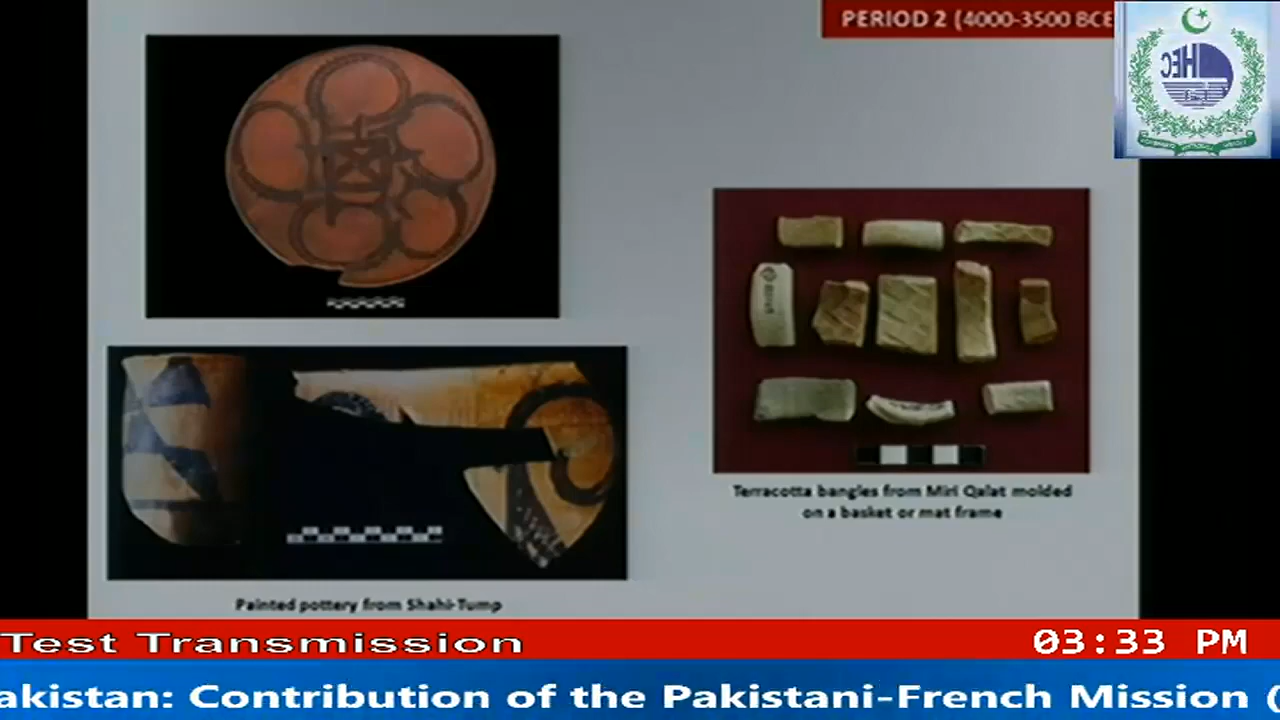 PERIOD 2 (4000-3500 BCE
HEC
Terracotta bangles from Miri Qalat molded
on a basket or mat frame
Painted pottery from Shahi-Tump
Test Transmission
03:33 PM
akistan: Contribution of the Pakistani-French Mission (